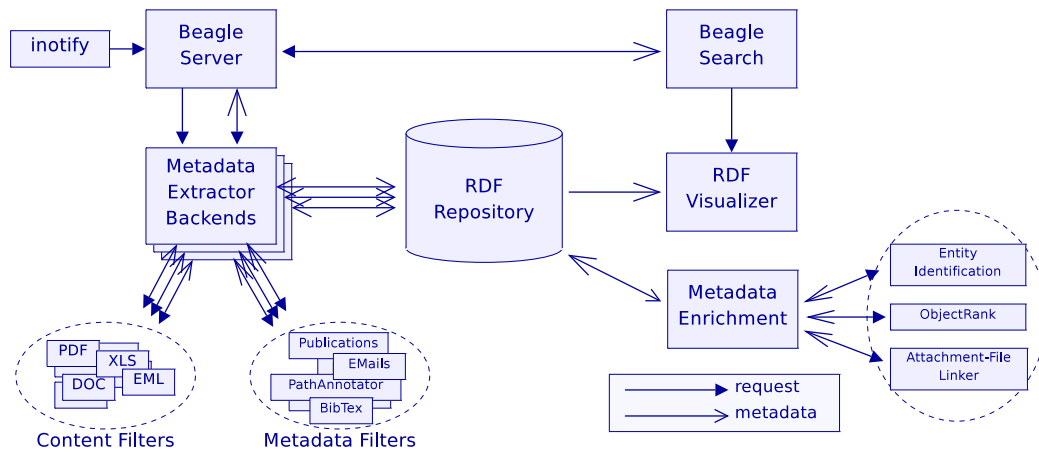 inotify
Beagle
Server
Beagle
Search
Metadata
Extractor
Backends
RDF
Repository
RDF
Visualizer
Metadata
Enrichment
Entity
Identification
ObjectRank
Attachment-File
Linker
PDF
XLS
DOC
EML
Content Filters
Publications
EMails
PathAnnotator
BibTex
Metadata Filters
request
metadata